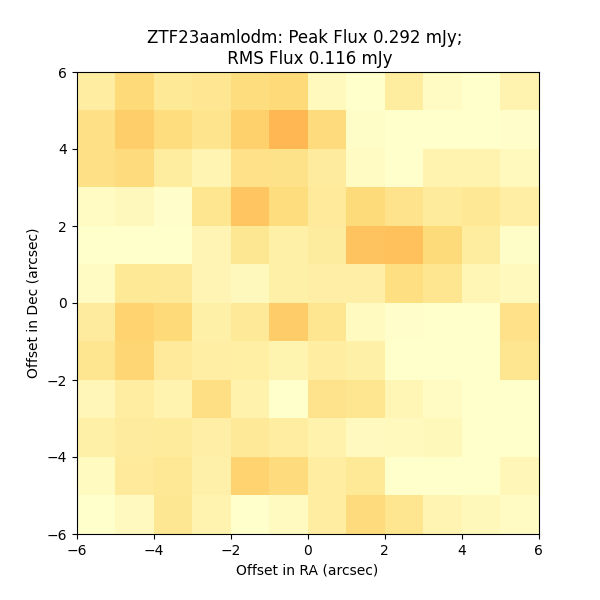 ZTF23aamlodm: Peak Flux 0.292 mJy;
RMS Flux 0.116 mJy
6
4
2
0
−2
−4
−6
Offset in Dec (arcsec)
−6 −4 −2 0 2 4 6
Offset in RA (arcsec)